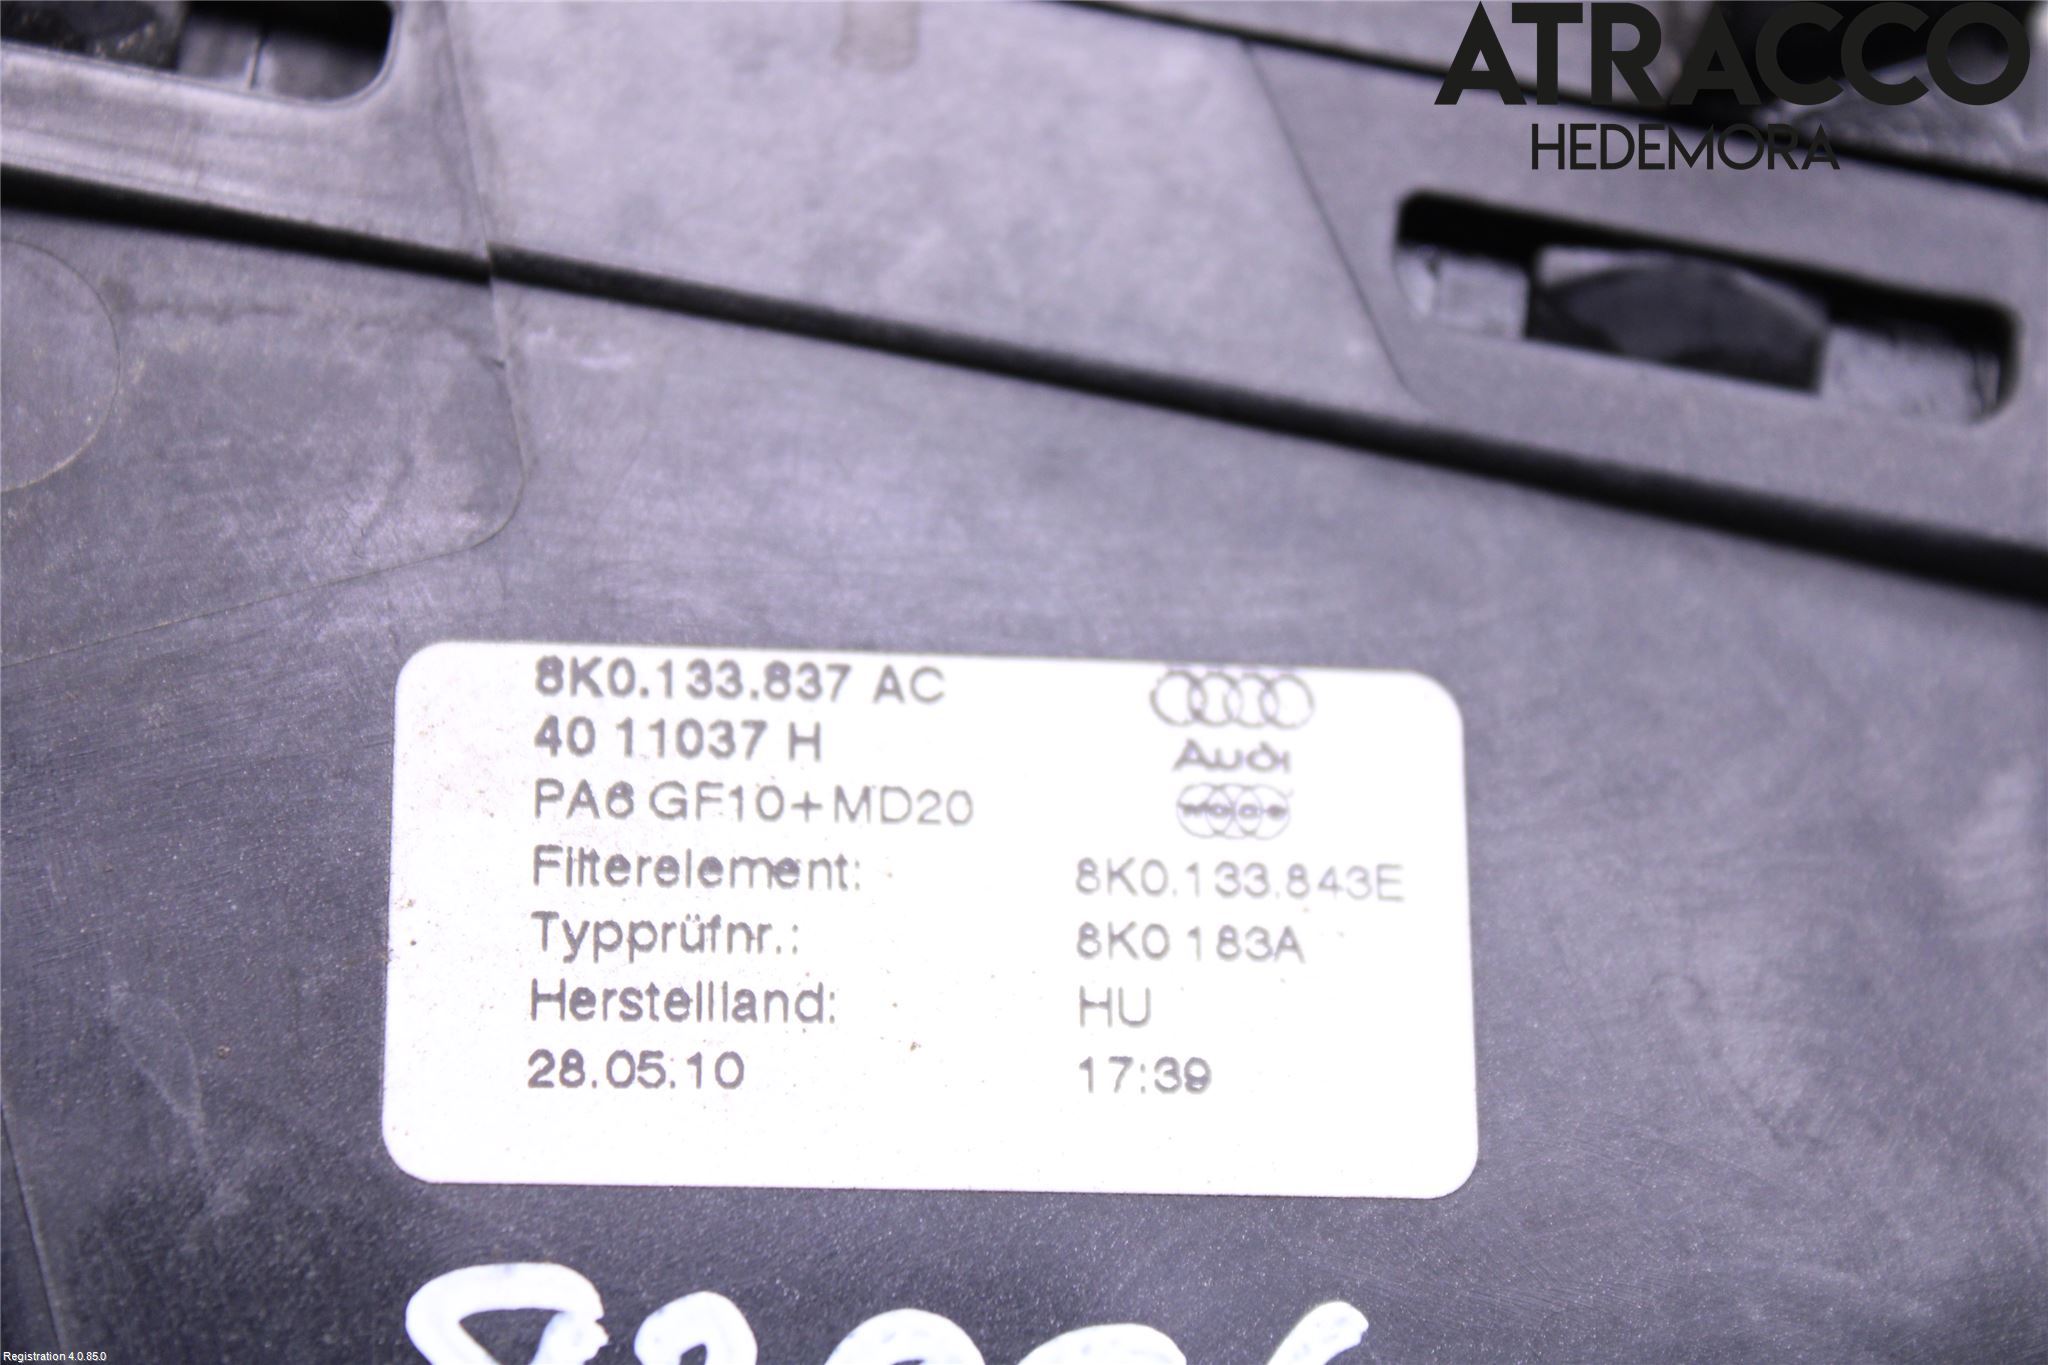 ATRACCO
HEDEMORA
8K0.133.837 AC
40 11037 H
Audi
PA6 GF10+MD20
Filterelement: 8K0.133.843E
Typprüfnr.: 8K0 183A
Herstellland: HU
28.05.10 17:39
Registration 4.0.85.0